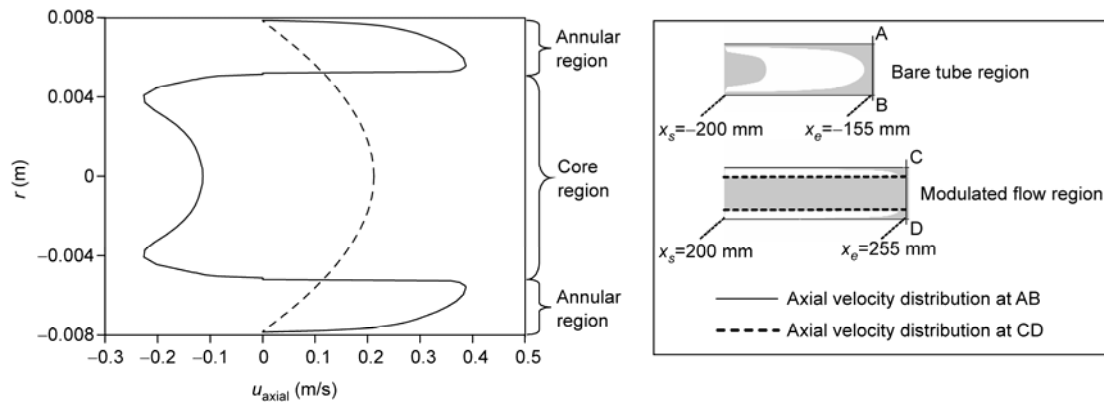 0.008
0.004
0
−0.004
−0.008
r (m)
−0.3 −0.2 −0.1 0 0.1 0.2 0.3 0.4 0.5
u_axial (m/s)
Annular
region
Core
region
Annular
region
A
Bare tube region
B
x_s=−200 mm
x_e=−155 mm
C
Modulated flow region
D
x_s=200 mm
x_e=255 mm
Axial velocity distribution at AB
Axial velocity distribution at CD